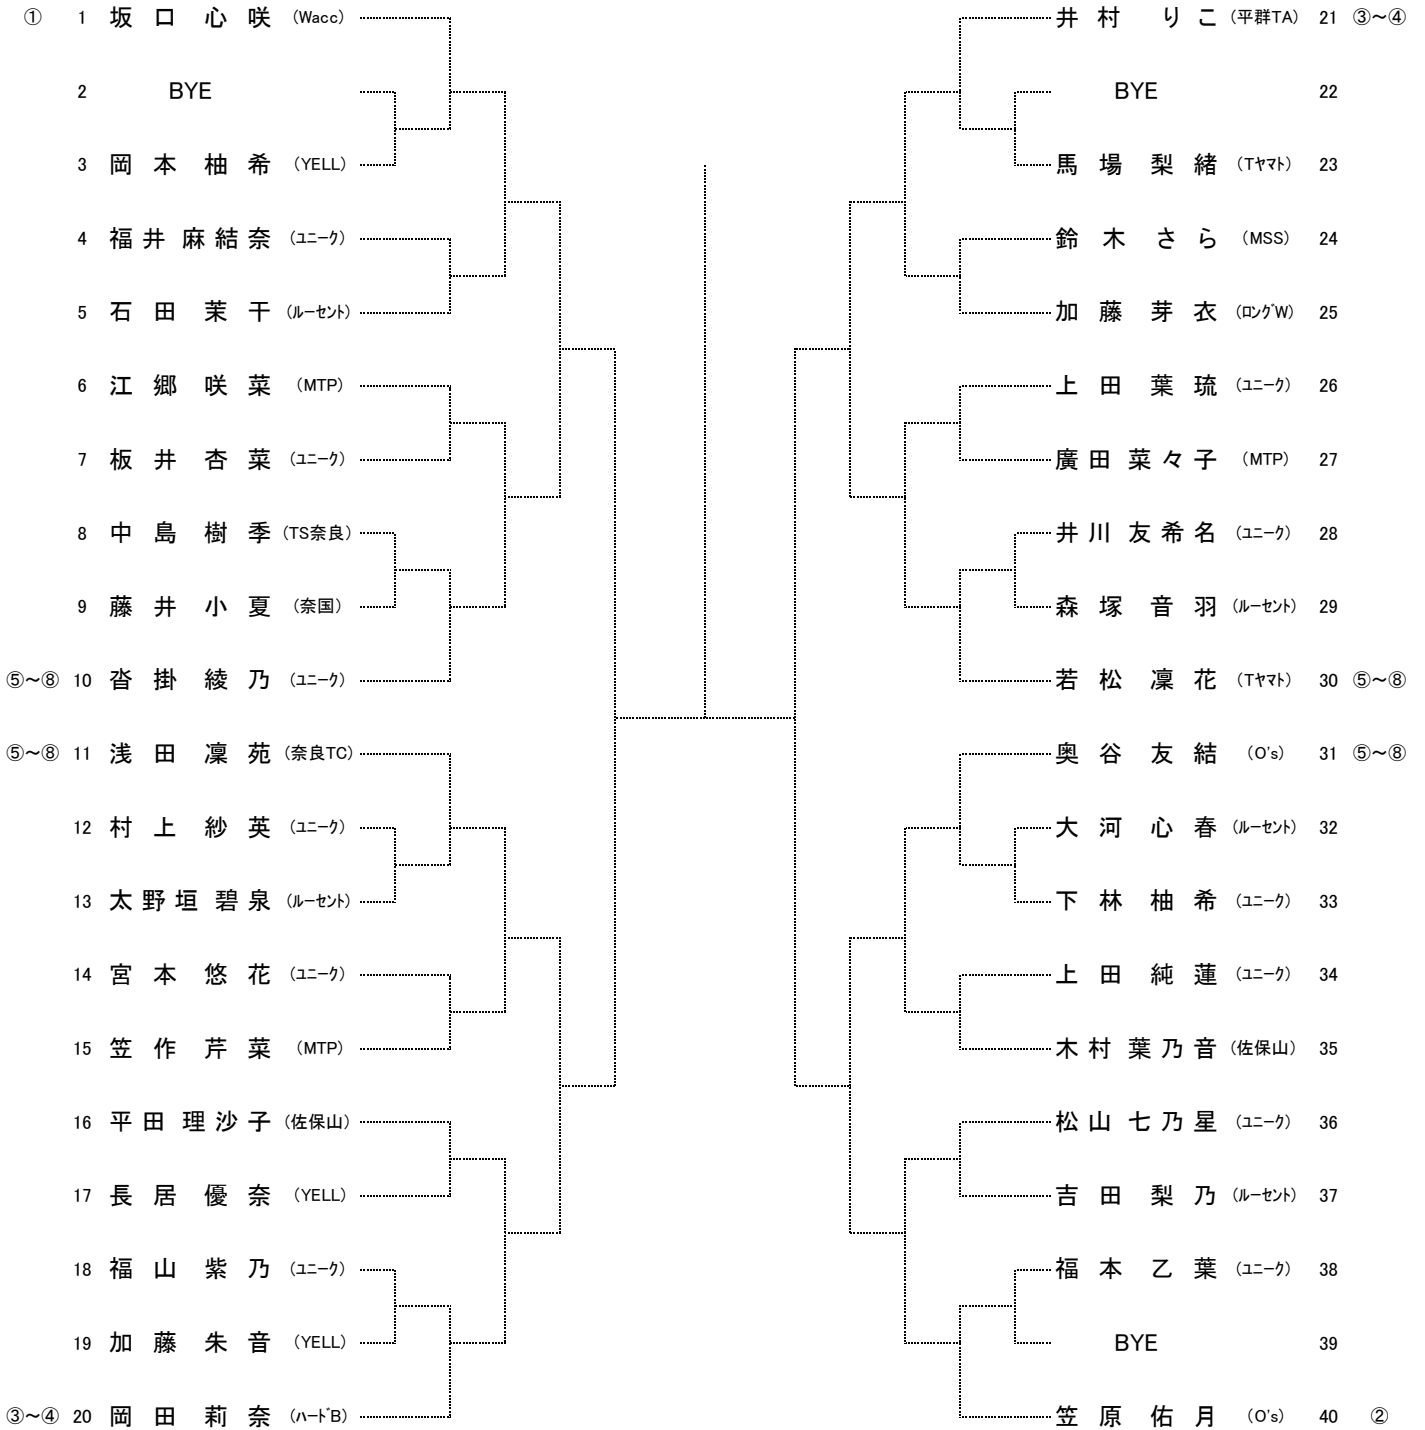 ① 1 坂口 心咲 (Wacc)
2 BYE
3 岡本 柚希 (YELL)
4 福井 麻結奈 (ﾕﾆｰｸ)
5 石田 茉千 (ﾙｰｾﾝﾄ)
6 江郷 咲菜 (MTP)
7 板井 杏菜 (ﾕﾆｰｸ)
8 中島 樹季 (TS奈良)
9 藤井 小夏 (奈国)
⑤～⑧ 10 沓掛 綾乃 (ﾕﾆｰｸ)
⑤～⑧ 11 浅田 凜苑 (奈良TC)
12 村上 紗英 (ﾕﾆｰｸ)
13 太野垣 碧泉 (ﾙｰｾﾝﾄ)
14 宮本 悠花 (ﾕﾆｰｸ)
15 笠作 芹菜 (MTP)
16 平田 理沙子 (佐保山)
17 長居 優奈 (YELL)
18 福山 紫乃 (ﾕﾆｰｸ)
19 加藤 朱音 (YELL)
③～④ 20 岡田 莉奈 (ﾊｰﾄﾞB)
井村 りこ (平群TA) 21 ③～④
BYE 22
馬場 梨緒 (Tﾔﾏﾄ) 23
鈴木 さら (MSS) 24
加藤 芽衣 (ﾛﾝｸﾞW) 25
上田 葉琉 (ﾕﾆｰｸ) 26
廣田 菜々子 (MTP) 27
井川 友希名 (ﾕﾆｰｸ) 28
森塚 音羽 (ﾙｰｾﾝﾄ) 29
若松 凜花 (Tﾔﾏﾄ) 30 ⑤～⑧
奥谷 友結 (O's) 31 ⑤～⑧
大河 心春 (ﾙｰｾﾝﾄ) 32
下林 柚希 (ﾕﾆｰｸ) 33
上田 純蓮 (ﾕﾆｰｸ) 34
木村 葉乃音 (佐保山) 35
松山 七乃星 (ﾕﾆｰｸ) 36
吉田 梨乃 (ﾙｰｾﾝﾄ) 37
福本 乙葉 (ﾕﾆｰｸ) 38
BYE 39
笠原 佑月 (O's) 40 ②